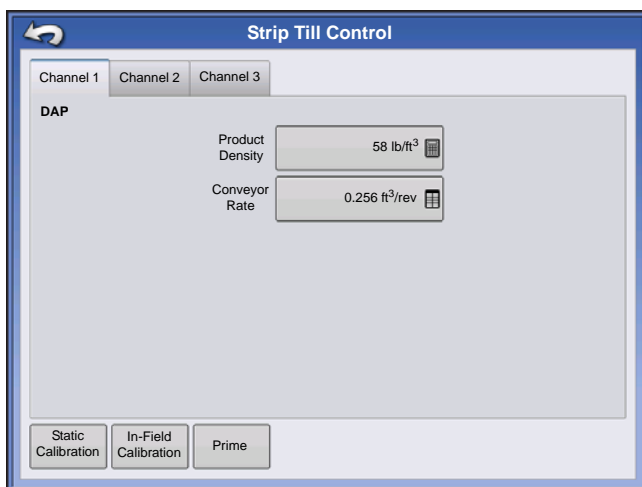 Strip Till Control
Channel 1 Channel 2 Channel 3
DAP
Product
Density
58 lb/ft³
Conveyor
Rate
0.256 ft³/rev
Static
Calibration
In-Field
Calibration
Prime